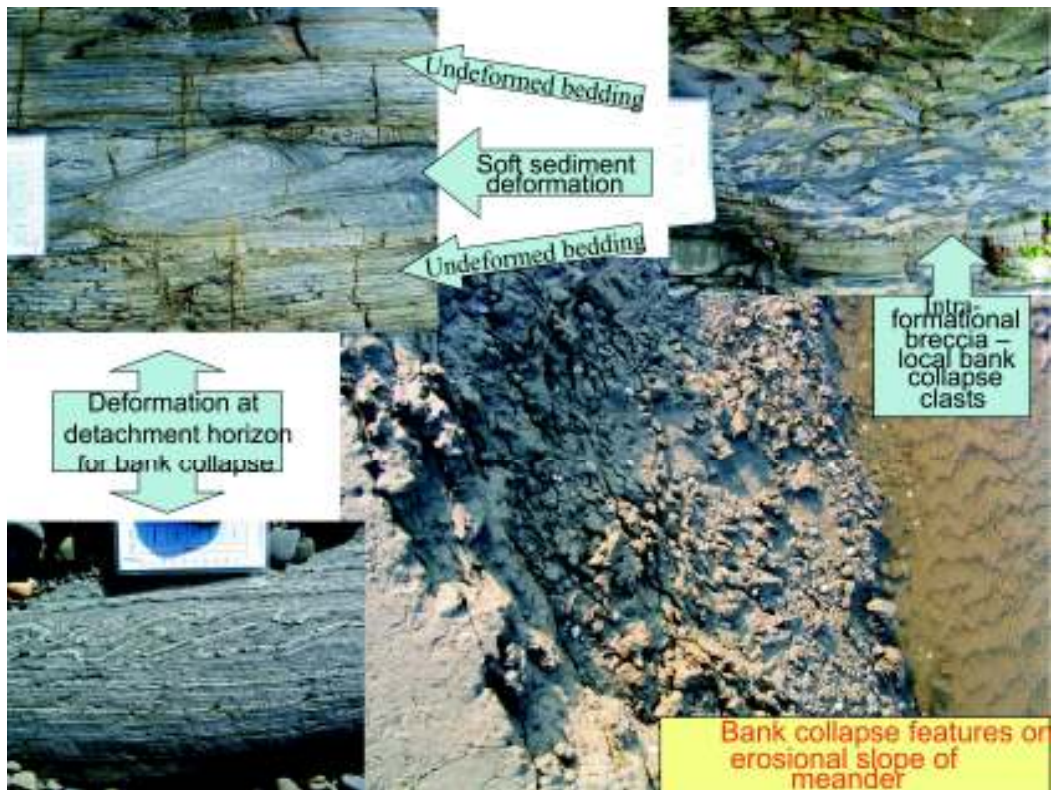 Undeformed bedding
Soft sediment
deformation
Undeformed bedding
Intra-
formational
breccia –
local bank
collapse
clasts
Deformation at
detachment horizon
for bank collapse
Bank collapse features on
erosional slope of
meander